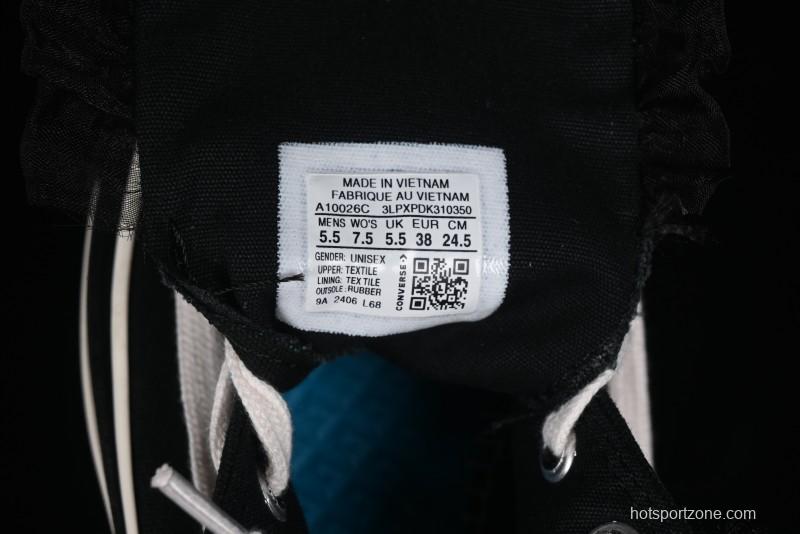 MADE IN VIETNAM
FABRIQUE AU VIETNAM
A10026C 3LPXPDK310350
MENS WO'S UK EUR CM
5.5 7.5 5.5 38 24.5
GENDER: UNISEX
UPPER: TEXTILE
LINING: TEXTILE
OUTSOLE: RUBBER
9A 2406 L68
CONVERSE
hotsportzone.com